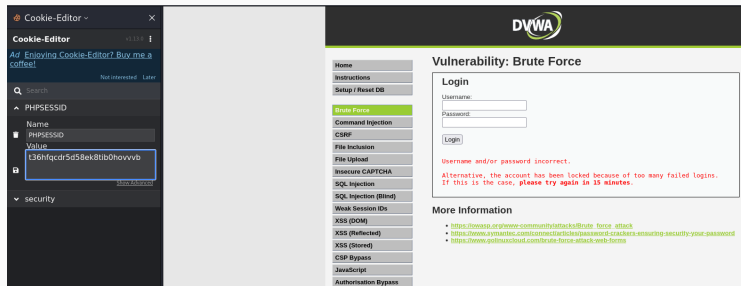 Cookie-Editor
Cookie-Editor v1.13.0
Ad Enjoying Cookie-Editor? Buy me a
coffee!
Not interested Later
Search
PHPSESSID
Name
PHPSESSID
Value
t36hfqcdr5d58ek8tib0hovvvb
Show Advanced
security
DVWA
Home
Instructions
Setup / Reset DB
Brute Force
Command Injection
CSRF
File Inclusion
File Upload
Insecure CAPTCHA
SQL Injection
SQL Injection (Blind)
Weak Session IDs
XSS (DOM)
XSS (Reflected)
XSS (Stored)
CSP Bypass
JavaScript
Authorisation Bypass
Vulnerability: Brute Force
Login
Username:
Password:
Login
Username and/or password incorrect.
Alternative, the account has been locked because of too many failed logins.
If this is the case, please try again in 15 minutes.
More Information
https://owasp.org/www-community/attacks/Brute_force_attack
https://www.symantec.com/connect/articles/password-crackers-ensuring-security-your-password
https://www.golinuxcloud.com/brute-force-attack-web-forms